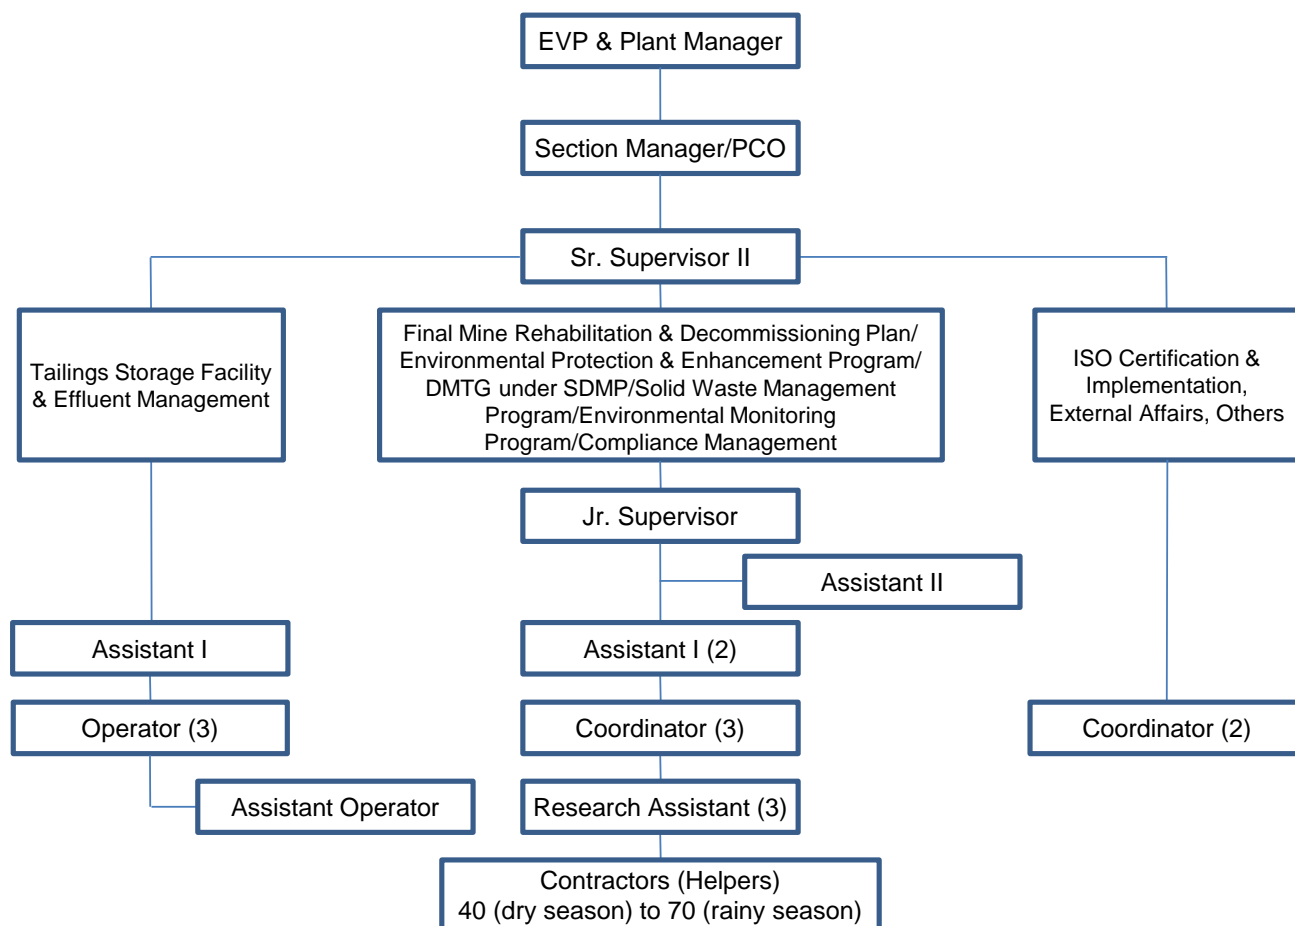 EVP & Plant Manager
Section Manager/PCO
Sr. Supervisor II
Tailings Storage Facility
& Effluent Management
Final Mine Rehabilitation & Decommissioning Plan/
Environmental Protection & Enhancement Program/
DMTG under SDMP/Solid Waste Management
Program/Environmental Monitoring
Program/Compliance Management
ISO Certification &
Implementation,
External Affairs, Others
Jr. Supervisor
Assistant II
Assistant I
Assistant I (2)
Operator (3)
Coordinator (3)
Coordinator (2)
Assistant Operator
Research Assistant (3)
Contractors (Helpers)
40 (dry season) to 70 (rainy season)